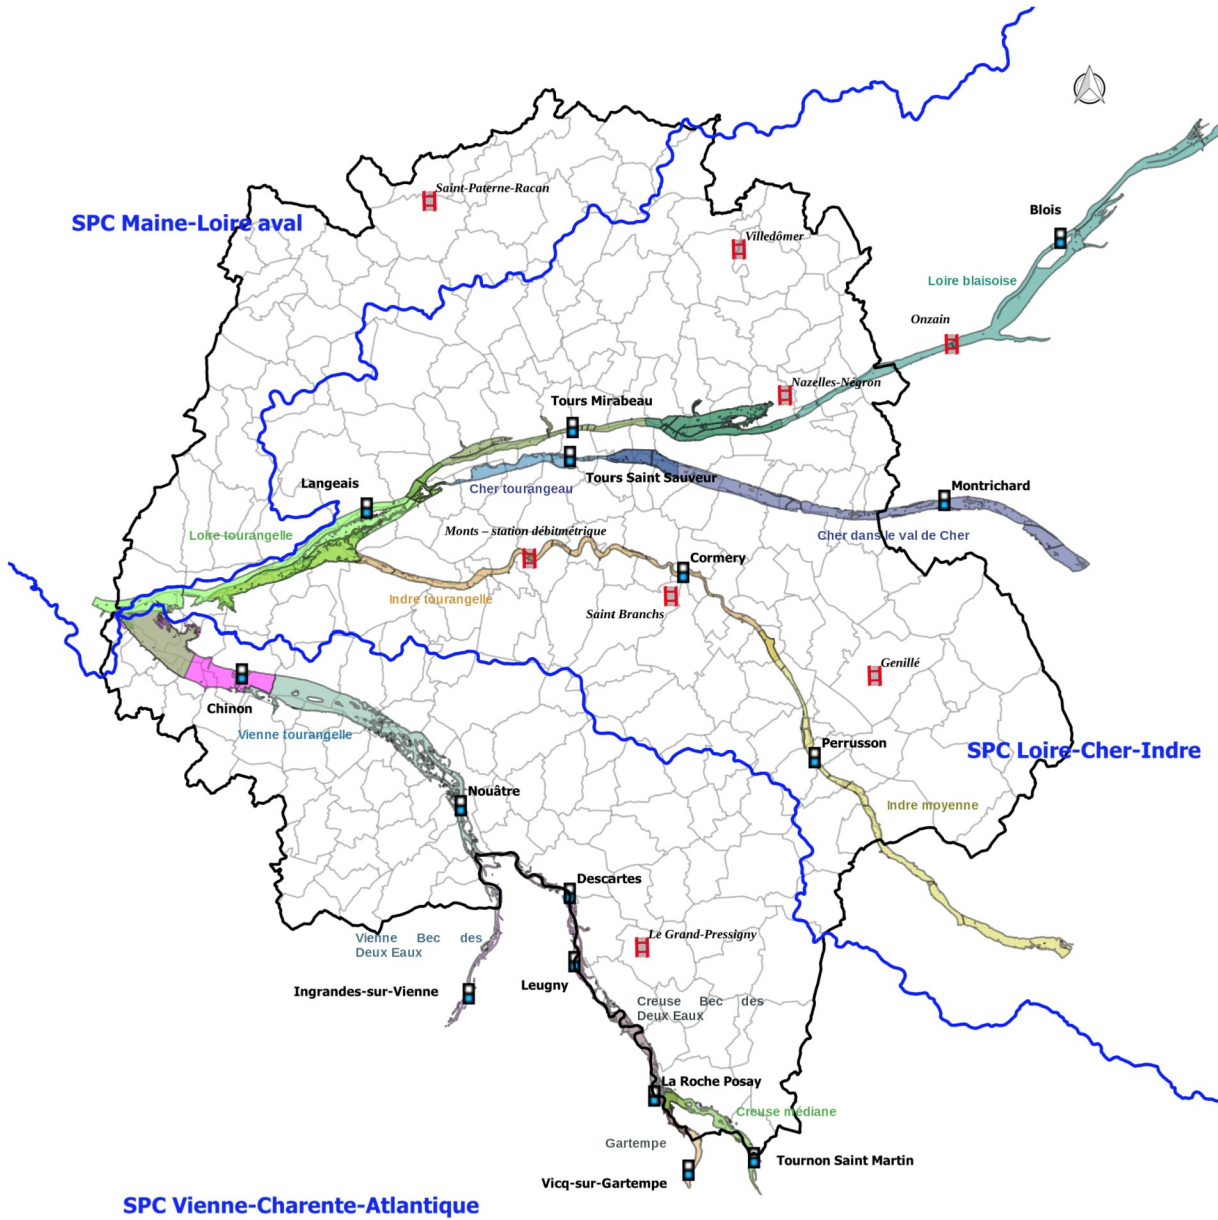 Saint-Paterne-Racan
SPC Maine-Loire aval
Blois
Villedômer
Loire blaisoise
Onzain
Nazelles-Négron
Tours Mirabeau
Tours Saint Sauveur
Langeais
Cher tourangeau
Montrichard
Loire tourangelle
Monts – station débitmétrique
Cher dans le val de Cher
Cormery
Indre tourangelle
Saint Branchs
Genillé
Chinon
Vienne tourangelle
Perrusson
SPC Loire-Cher-Indre
Nouâtre
Indre moyenne
Descartes
Le Grand-Pressigny
Vienne Bec des
Deux Eaux
Leugny
Ingrandes-sur-Vienne
Creuse Bec des
Deux Eaux
La Roche Posay
Creuse médiane
Gartempe
Tournon Saint Martin
Vicq-sur-Gartempe
SPC Vienne-Charente-Atlantique